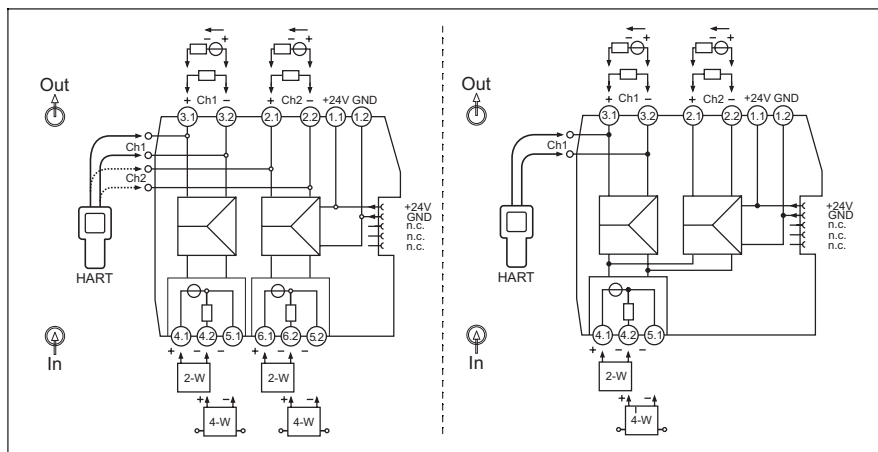 − +
− +
+ Ch1 − + Ch2 − +24V GND
3.1 3.2 2.1 2.2 1.1 1.2
Out
Ch1
Ch2
HART
+24V
GND
n.c.
n.c.
n.c.
4.1 4.2 5.1 6.1 6.2 5.2
In
+ − − + − −
2-W 2-W
+ +
4-W 4-W
− +
− +
+ Ch1 − + Ch2 − +24V GND
3.1 3.2 2.1 2.2 1.1 1.2
Out
Ch1
HART
+24V
GND
n.c.
n.c.
n.c.
4.1 4.2 5.1
In
+ − −
2-W
+
4-W